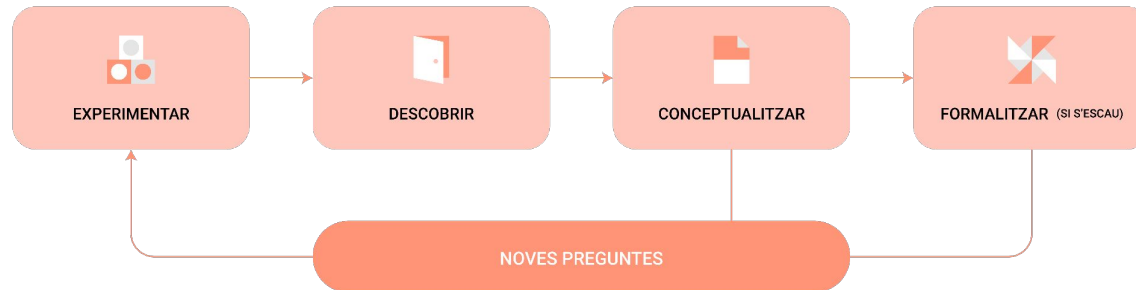 EXPERIMENTAR
DESCOBRIR
CONCEPTUALITZAR
FORMALITZAR (SI S'ESCAU)
NOVES PREGUNTES